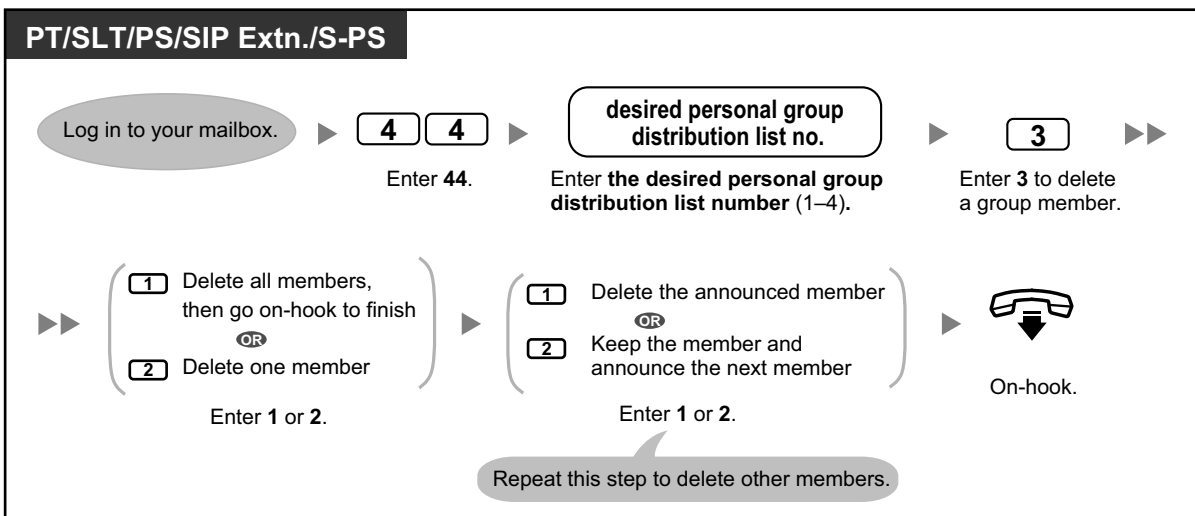 PT/SLT/PS/SIP Extn./S-PS
Log in to your mailbox.
4 4
Enter 44.
desired personal group
distribution list no.
Enter the desired personal group
distribution list number (1–4).
3
Enter 3 to delete
a group member.
1 Delete all members,
then go on-hook to finish
OR
2 Delete one member
Enter 1 or 2.
1 Delete the announced member
OR
2 Keep the member and
announce the next member
Enter 1 or 2.
Repeat this step to delete other members.
On-hook.